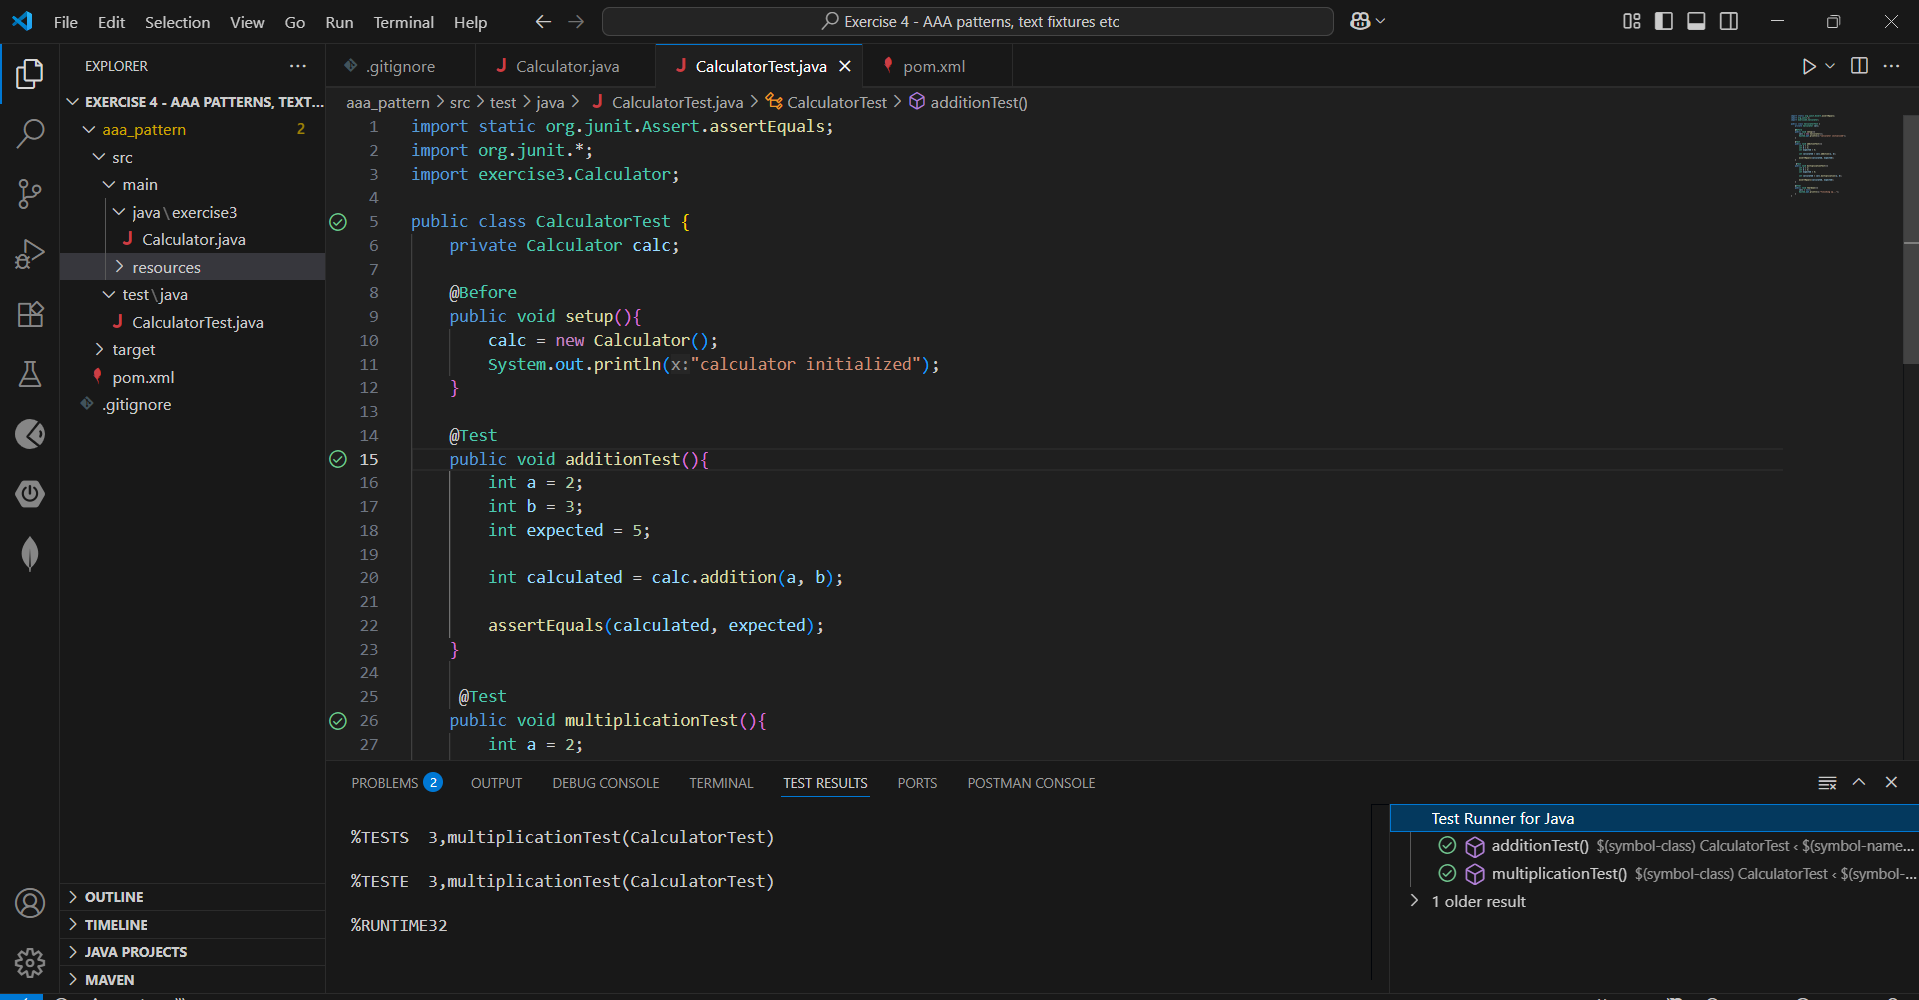 File Edit Selection View Go Run Terminal Help
Exercise 4 - AAA patterns, text fixtures etc
EXPLORER
EXERCISE 4 - AAA PATTERNS, TEXT...
aaa_pattern 2
src
main
java\exercise3
Calculator.java
resources
test\java
CalculatorTest.java
target
pom.xml
.gitignore
OUTLINE
TIMELINE
JAVA PROJECTS
MAVEN
.gitignore Calculator.java CalculatorTest.java pom.xml
aaa_pattern > src > test > java > CalculatorTest.java > CalculatorTest > additionTest()
1 import static org.junit.Assert.assertEquals;
2 import org.junit.*;
3 import exercise3.Calculator;
4
5 public class CalculatorTest {
6 private Calculator calc;
7
8 @Before
9 public void setup(){
10 calc = new Calculator();
11 System.out.println(x:"calculator initialized");
12 }
13
14 @Test
15 public void additionTest(){
16 int a = 2;
17 int b = 3;
18 int expected = 5;
19
20 int calculated = calc.addition(a, b);
21
22 assertEquals(calculated, expected);
23 }
24
25 @Test
26 public void multiplicationTest(){
27 int a = 2;
PROBLEMS 2 OUTPUT DEBUG CONSOLE TERMINAL TEST RESULTS PORTS POSTMAN CONSOLE
%TESTS 3,multiplicationTest(CalculatorTest)
%TESTE 3,multiplicationTest(CalculatorTest)
%RUNTIME32
Test Runner for Java
additionTest() $(symbol-class) CalculatorTest < $(symbol-name...
multiplicationTest() $(symbol-class) CalculatorTest < $(symbol-...
1 older result